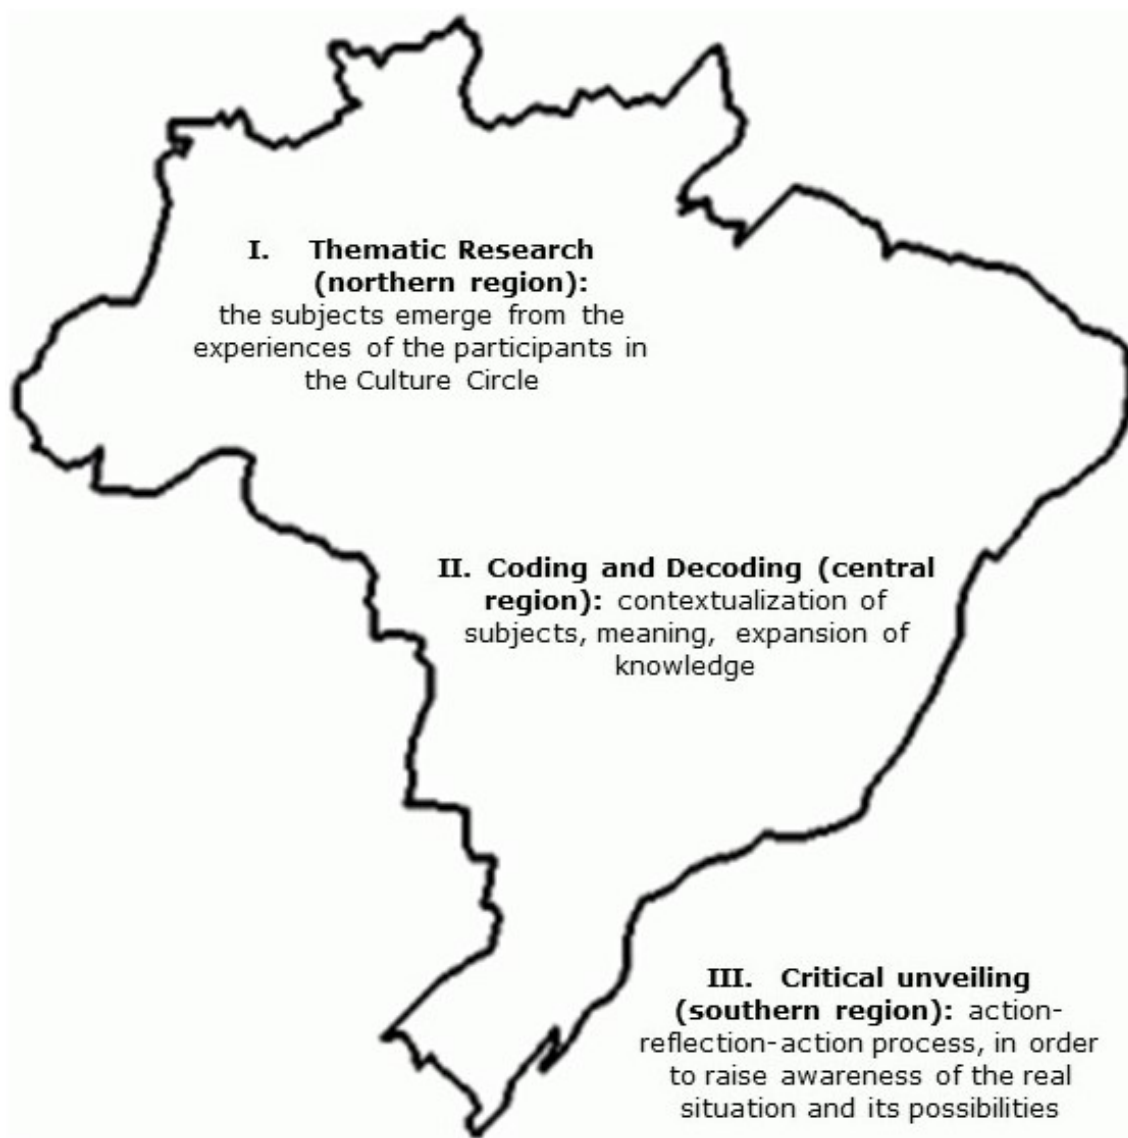 I. Thematic Research
(northern region):
the subjects emerge from the
experiences of the participants in
the Culture Circle
II. Coding and Decoding (central
region): contextualization of
subjects, meaning, expansion of
knowledge
III. Critical unveiling
(southern region): action-
reflection-action process, in order
to raise awareness of the real
situation and its possibilities